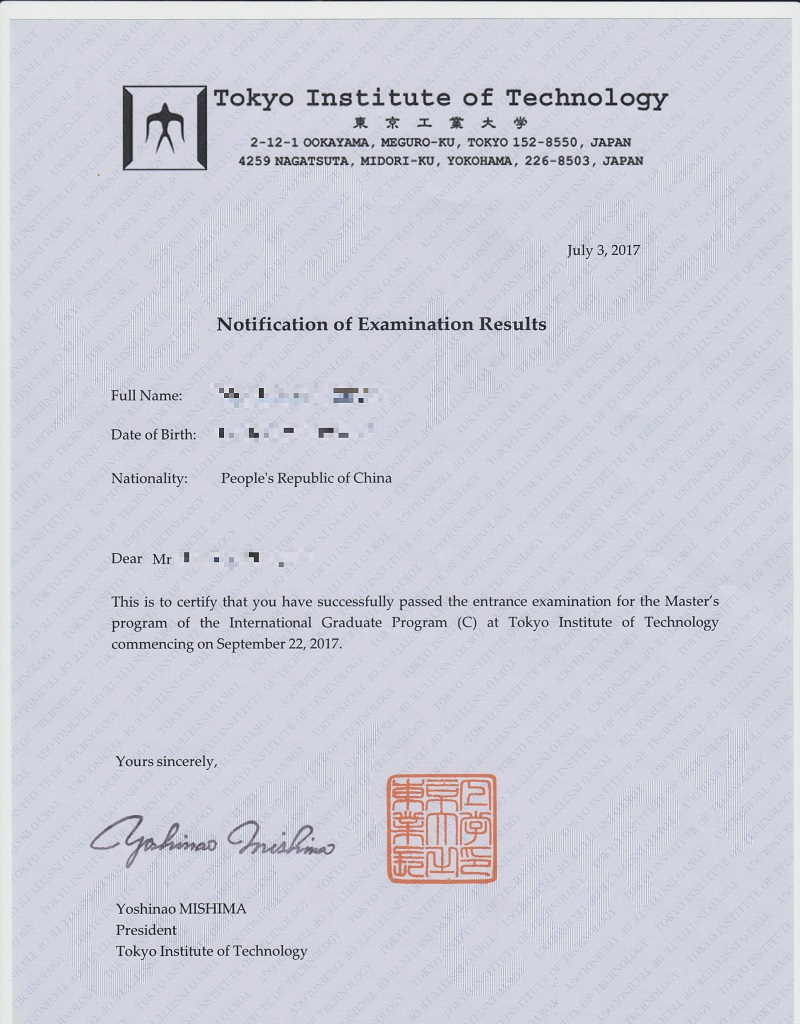 Tokyo Institute of Technology
東京工業大学
2-12-1 OOKAYAMA, MEGURO-KU, TOKYO 152-8550, JAPAN
4259 NAGATSUTA, MIDORI-KU, YOKOHAMA, 226-8503, JAPAN
July 3, 2017
Notification of Examination Results
Full Name:
Date of Birth:
Nationality: People's Republic of China
Dear Mr
This is to certify that you have successfully passed the entrance examination for the Master's
program of the International Graduate Program (C) at Tokyo Institute of Technology
commencing on September 22, 2017.
Yours sincerely,
Yoshinao Mishima
Yoshinao MISHIMA
President
Tokyo Institute of Technology